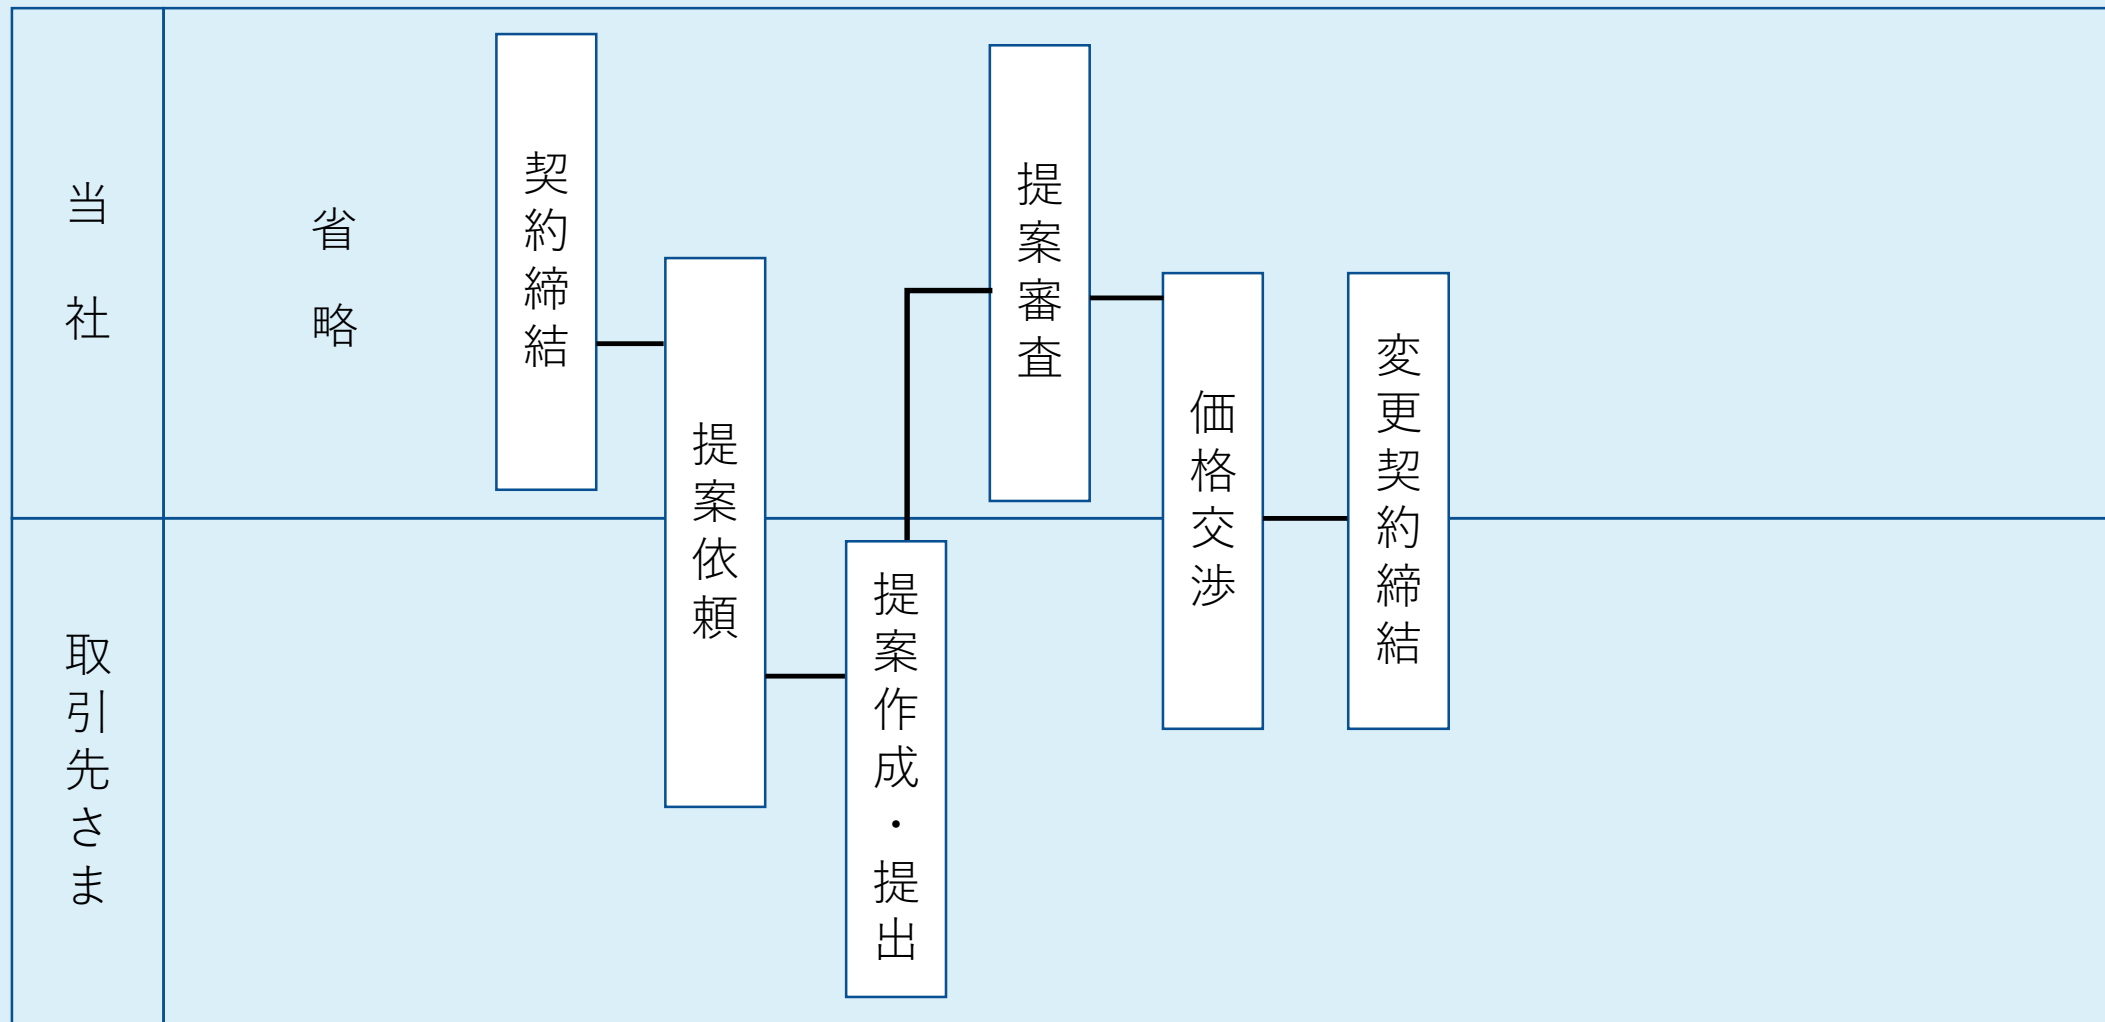 当社
省略
契約締結
提案依頼
提案作成・提出
提案審査
価格交渉
変更契約締結
取引先さま